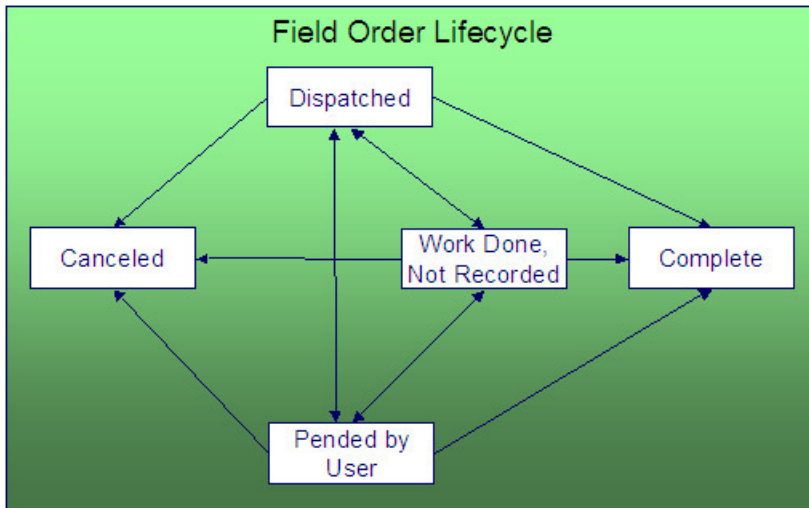 Field Order Lifecycle
Dispatched
Canceled
Work Done,
Not Recorded
Complete
Pended by
User